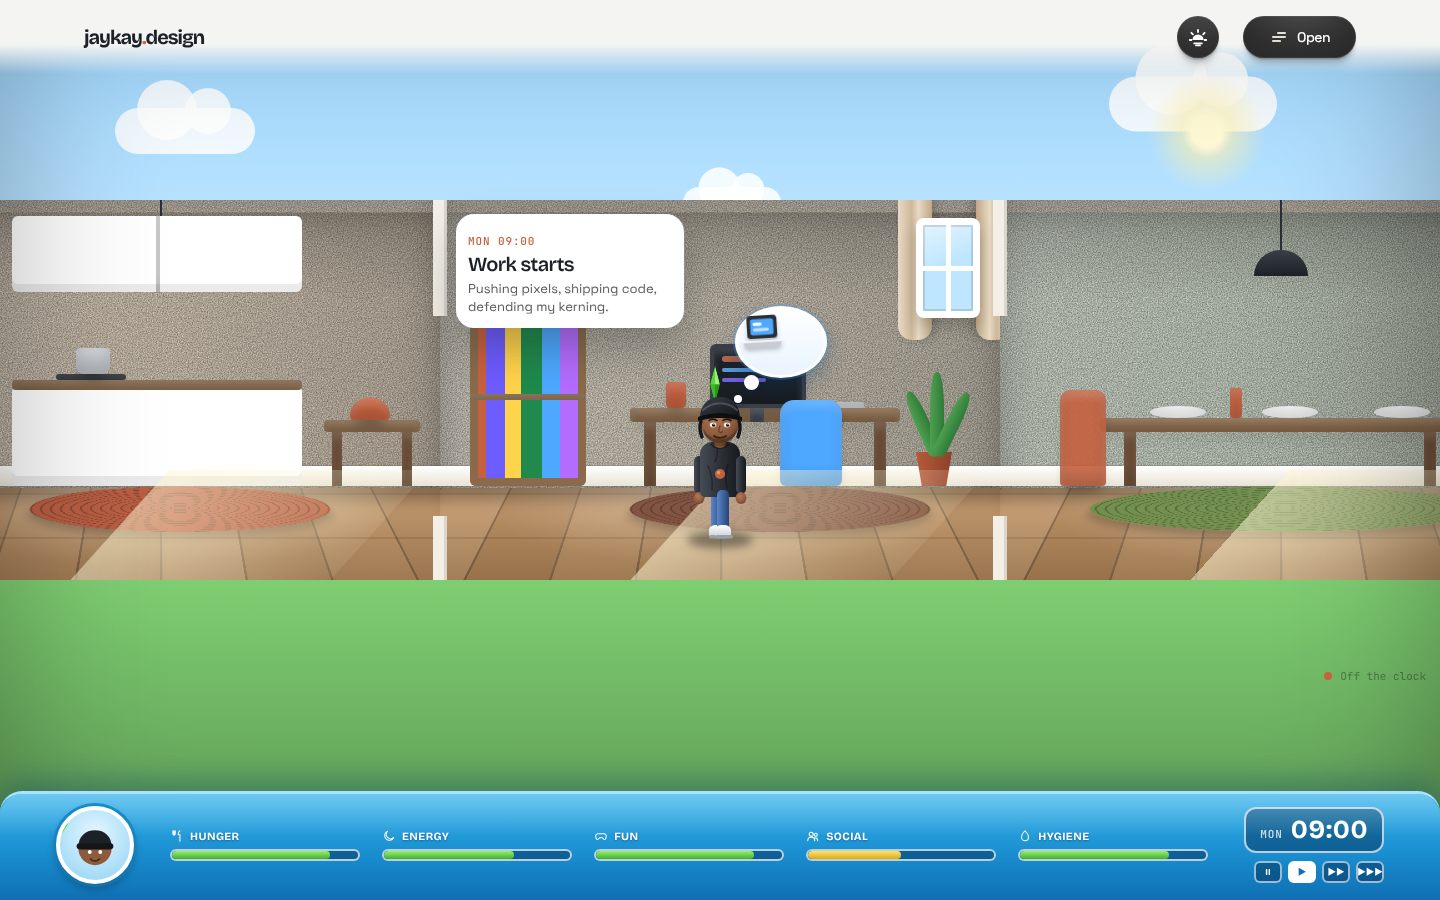 jaykay.design
Open
MON 09:00
Work starts
Pushing pixels, shipping code,
defending my kerning.
Off the clock
HUNGER
ENERGY
FUN
SOCIAL
HYGIENE
MON 09:00